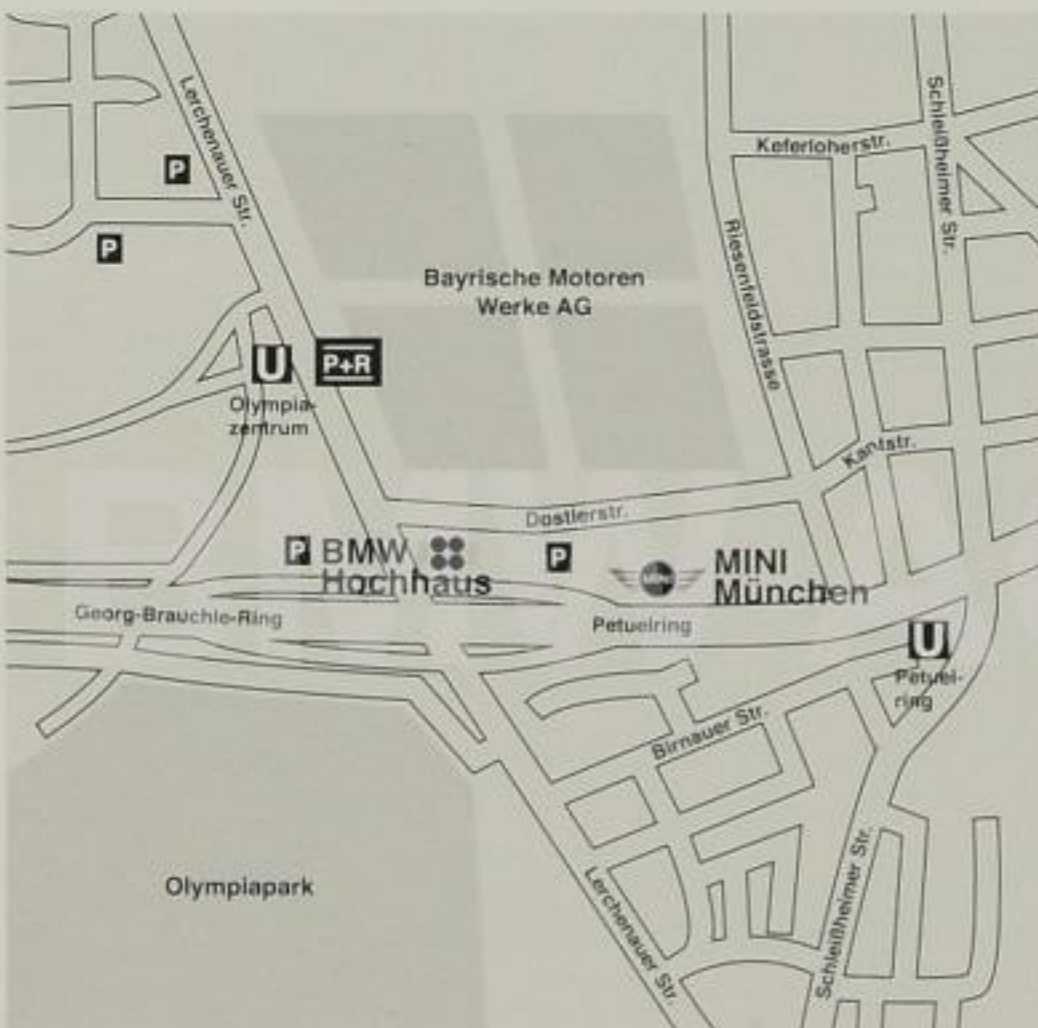 Lerchenauer Str.
P
P
Keferloherstr.
Schleißheimer Str.
Riesenfeldstrasse
Bayrische Motoren
Werke AG
U
P+R
Olympia-
zentrum
Kantstr.
Dostlerstr.
P
BMW
Hochhaus
P
MINI
MINI
München
Georg-Brauchle-Ring
Petuelring
U
Petuel-
ring
Birnauer Str.
Olympiapark
Lerchenauer Str.
Schleißheimer Str.